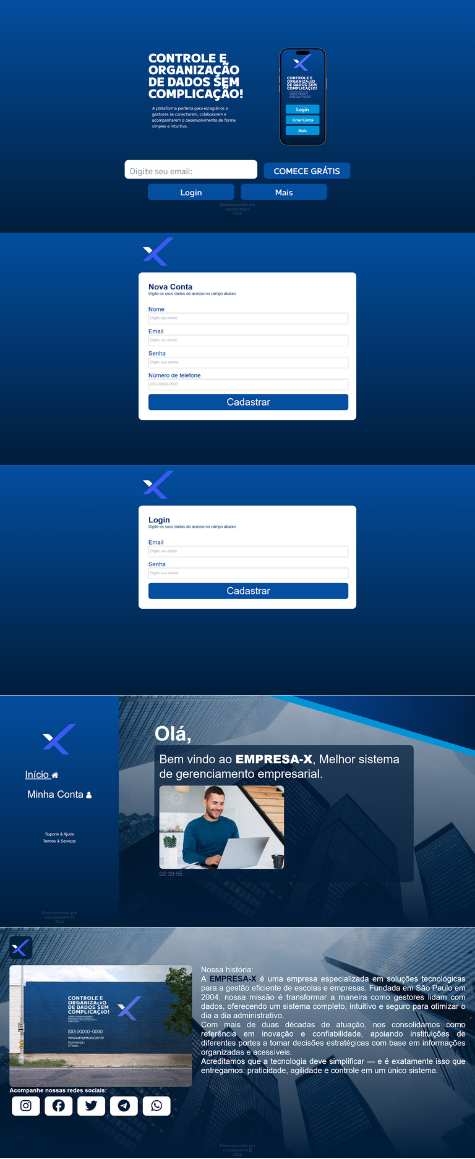 CONTROLE E
ORGANIZAÇÃO
DE DADOS SEM
COMPLICAÇÃO!
A plataforma perfeita para estagiários e
gestores se conectarem, colaborarem e
acompanharem o desenvolvimento de forma
simples e intuitiva.
CONTROLE E
ORGANIZAÇÃO
DE DADOS SEM
COMPLICAÇÃO!
Login
Criar Conta
Mais
Digite seu email:
COMECE GRÁTIS
Login
Mais
Nova Conta
Digite os seus dados de acesso no campo abaixo.
Nome
Digite seu nome
Email
Digite seu email
Senha
Digite sua senha
Número de telefone
(00) 00000-0000
Cadastrar
Login
Digite os seus dados de acesso no campo abaixo.
Email
Digite seu email
Senha
Digite sua senha
Cadastrar
Olá,
Bem vindo ao EMPRESA-X, Melhor sistema
de gerenciamento empresarial.
Início
Minha Conta
Suporte & Ajuda
Termos & Serviços
02:39:55
Nossa história:
A EMPRESA-X é uma empresa especializada em soluções tecnológicas
para a gestão eficiente de escolas e empresas. Fundada em São Paulo em
2004, nossa missão é transformar a maneira como gestores lidam com
dados, oferecendo um sistema completo, intuitivo e seguro para otimizar o
dia a dia administrativo.
Com mais de duas décadas de atuação, nos consolidamos como
referência em inovação e confiabilidade, apoiando instituições de
diferentes portes a tomar decisões estratégicas com base em informações
organizadas e acessíveis.
Acreditamos que a tecnologia deve simplificar — e é exatamente isso que
entregamos: praticidade, agilidade e controle em um único sistema.
CONTROLE E
ORGANIZAÇÃO
DE DADOS SEM
COMPLICAÇÃO!
(00) 00000-0000
Acompanhe nossas redes sociais: